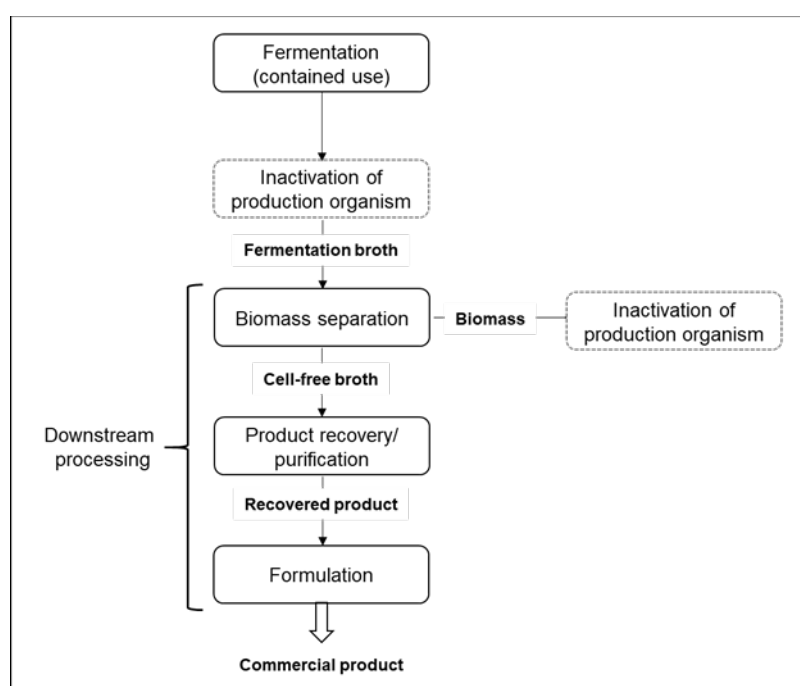 Fermentation
(contained use)
Inactivation of
production organism
Fermentation broth
Biomass separation
Biomass
Inactivation of
production organism
Cell-free broth
Downstream
processing
Product recovery/
purification
Recovered product
Formulation
Commercial product